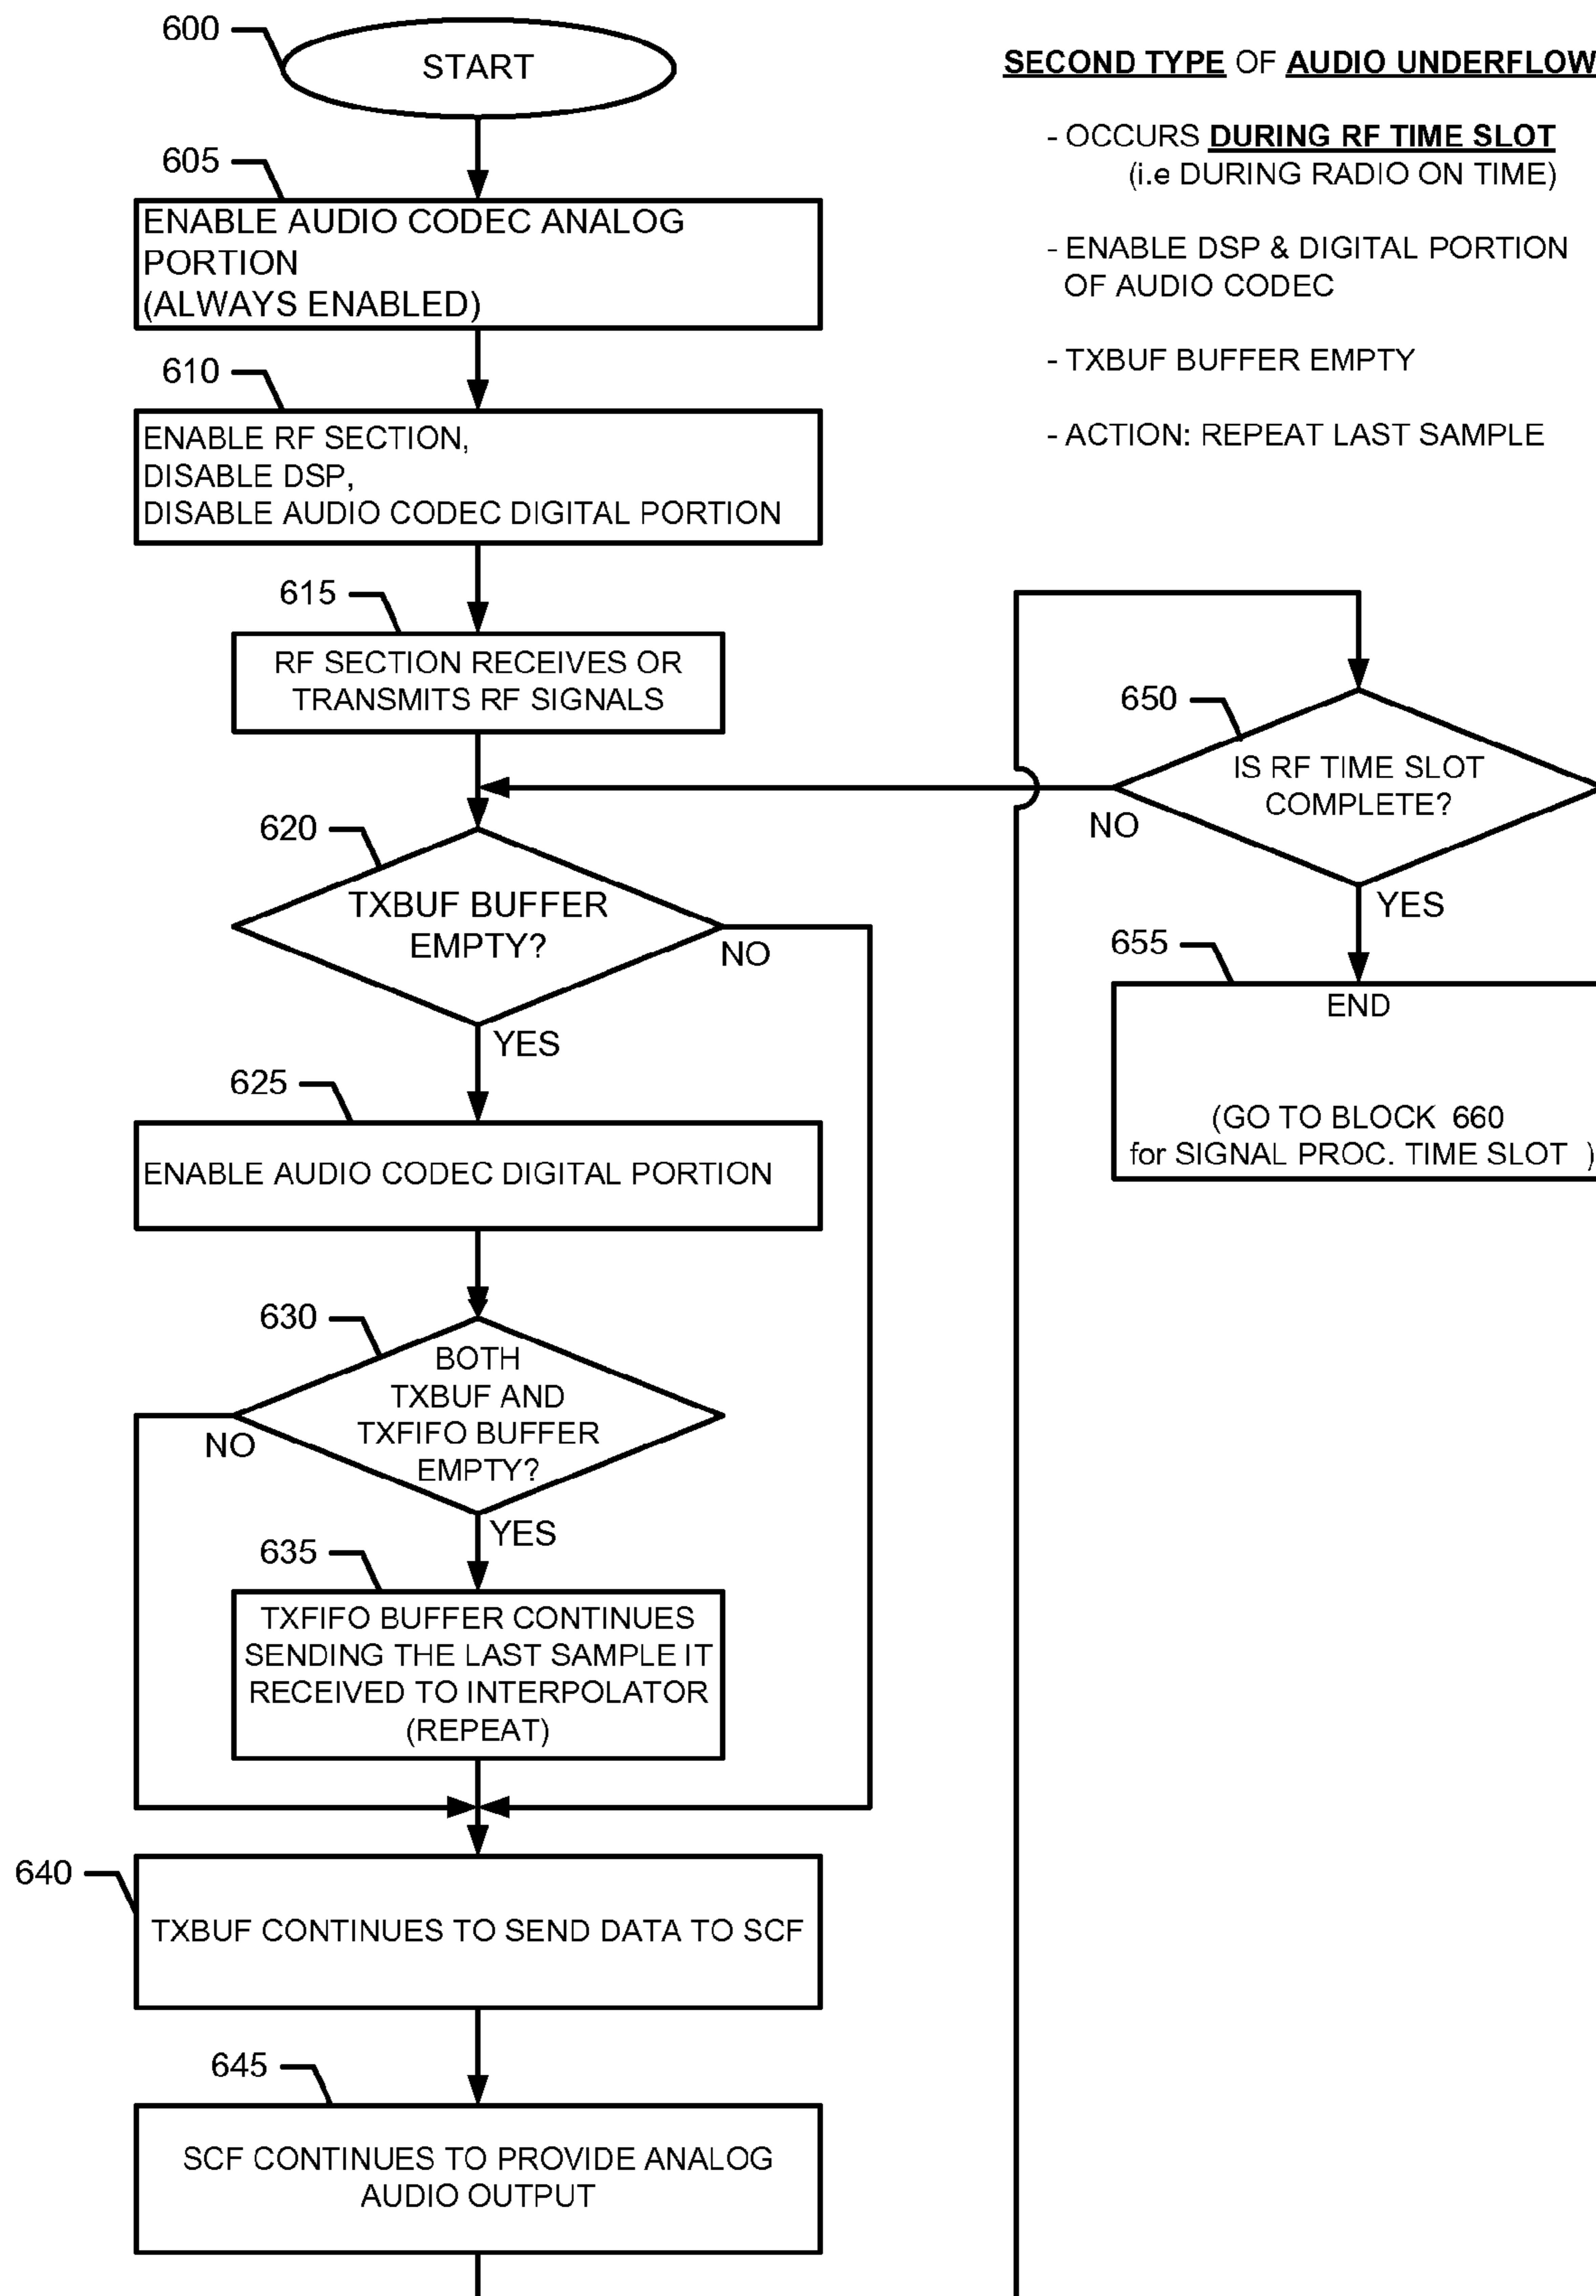 600
START
605
ENABLE AUDIO CODEC ANALOG
PORTION
(ALWAYS ENABLED)
610
ENABLE RF SECTION,
DISABLE DSP,
DISABLE AUDIO CODEC DIGITAL PORTION
615
RF SECTION RECEIVES OR
TRANSMITS RF SIGNALS
620
TXBUF BUFFER
EMPTY?
NO
YES
625
ENABLE AUDIO CODEC DIGITAL PORTION
630
BOTH
TXBUF AND
TXFIFO BUFFER
EMPTY?
NO
YES
635
TXFIFO BUFFER CONTINUES
SENDING THE LAST SAMPLE IT
RECEIVED TO INTERPOLATOR
(REPEAT)
640
TXBUF CONTINUES TO SEND DATA TO SCF
645
SCF CONTINUES TO PROVIDE ANALOG
AUDIO OUTPUT
SECOND TYPE OF AUDIO UNDERFLOW
- OCCURS DURING RF TIME SLOT
(i.e DURING RADIO ON TIME)
- ENABLE DSP & DIGITAL PORTION
OF AUDIO CODEC
- TXBUF BUFFER EMPTY
- ACTION: REPEAT LAST SAMPLE
650
IS RF TIME SLOT
COMPLETE?
NO
YES
655
END
(GO TO BLOCK 660
for SIGNAL PROC. TIME SLOT )